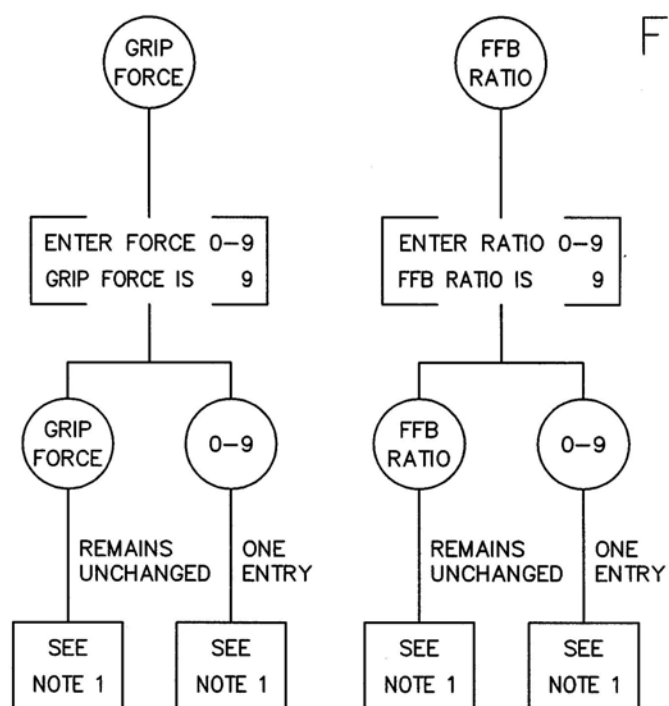 GRIP
FORCE
ENTER FORCE 0-9
GRIP FORCE IS 9
GRIP
FORCE
0-9
REMAINS
UNCHANGED
ONE
ENTRY
SEE
NOTE 1
SEE
NOTE 1
FFB
RATIO
F
ENTER RATIO 0-9
FFB RATIO IS 9
FFB
RATIO
0-9
REMAINS
UNCHANGED
ONE
ENTRY
SEE
NOTE 1
SEE
NOTE 1